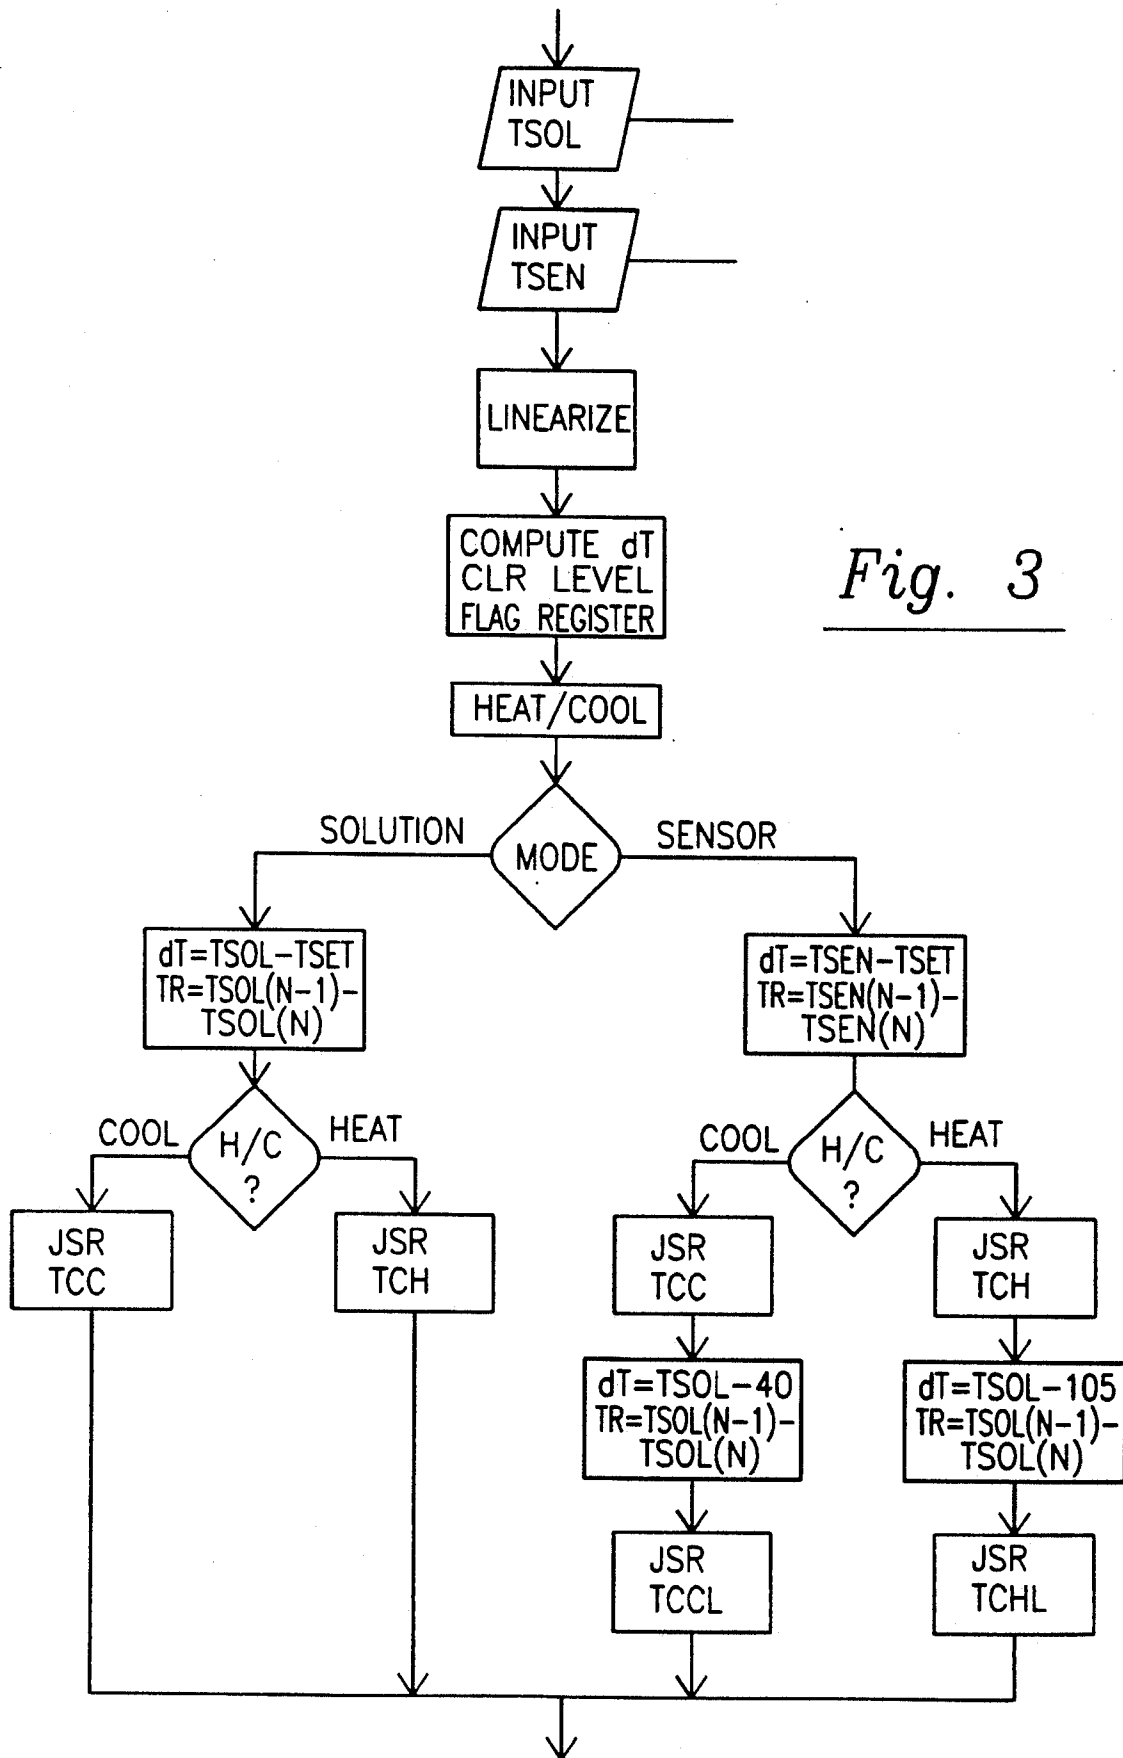 INPUT
TSOL
INPUT
TSEN
LINEARIZE
COMPUTE dT
CLR LEVEL
FLAG REGISTER
Fig. 3
HEAT/COOL
MODE
SOLUTION
SENSOR
dT=TSOL-TSET
TR=TSOL(N-1)-
TSOL(N)
dT=TSEN-TSET
TR=TSEN(N-1)-
TSEN(N)
COOL
H/C
?
HEAT
COOL
H/C
?
HEAT
JSR
TCC
JSR
TCH
JSR
TCC
JSR
TCH
dT=TSOL-40
TR=TSOL(N-1)-
TSOL(N)
dT=TSOL-105
TR=TSOL(N-1)-
TSOL(N)
JSR
TCCL
JSR
TCHL